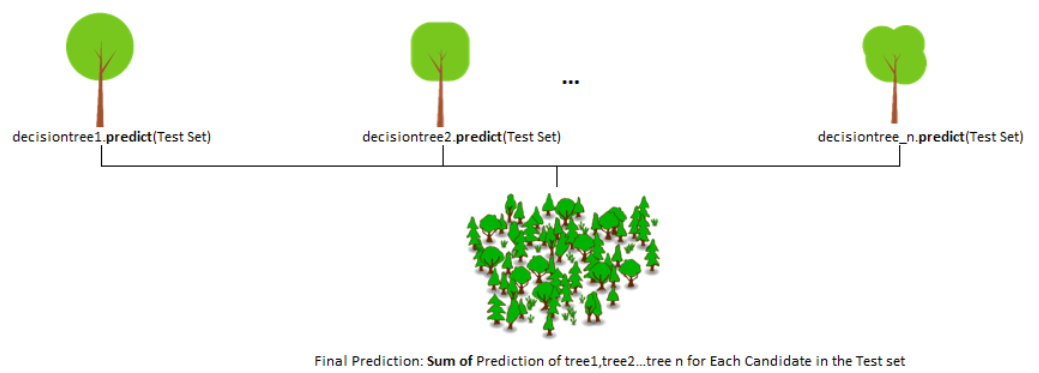 ...
decisiontree1.predict(Test Set)
decisiontree2.predict(Test Set)
decisiontree_n.predict(Test Set)
Final Prediction: Sum of Prediction of tree1,tree2...tree n for Each Candidate in the Test set